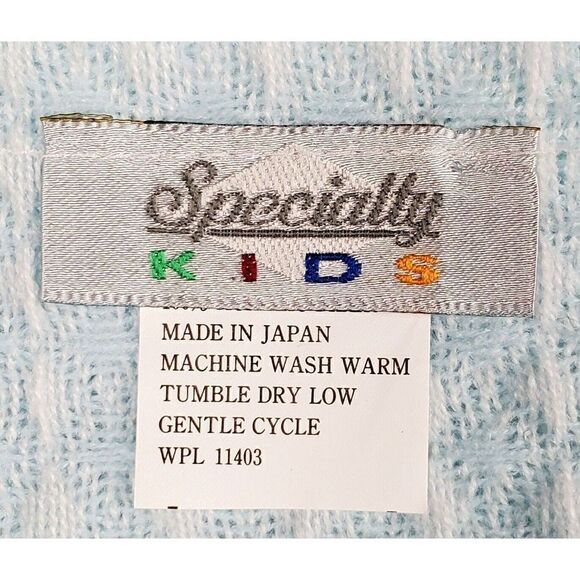 Specialty
KIDS
MADE IN JAPAN
MACHINE WASH WARM
TUMBLE DRY LOW
GENTLE CYCLE
WPL 11403